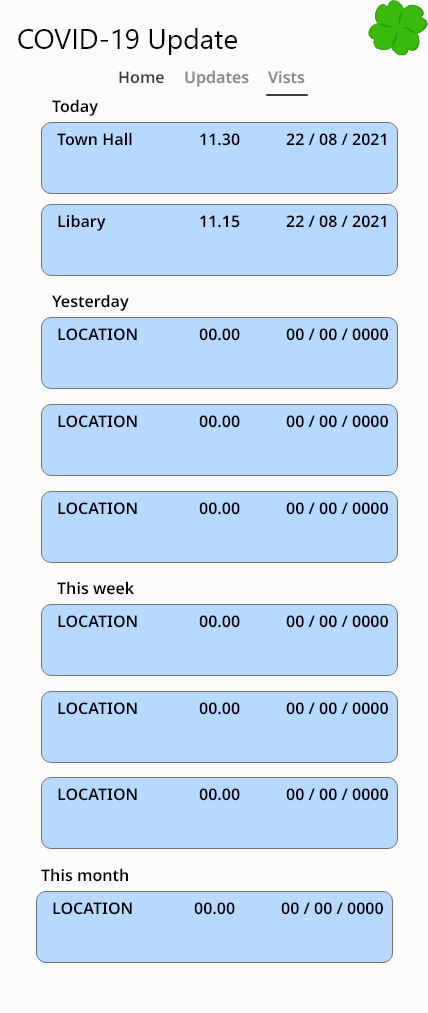 COVID-19 Update
Home Updates Vists
Today
Town Hall 11.30 22 / 08 / 2021
Libary 11.15 22 / 08 / 2021
Yesterday
LOCATION 00.00 00 / 00 / 0000
LOCATION 00.00 00 / 00 / 0000
LOCATION 00.00 00 / 00 / 0000
This week
LOCATION 00.00 00 / 00 / 0000
LOCATION 00.00 00 / 00 / 0000
LOCATION 00.00 00 / 00 / 0000
This month
LOCATION 00.00 00 / 00 / 0000